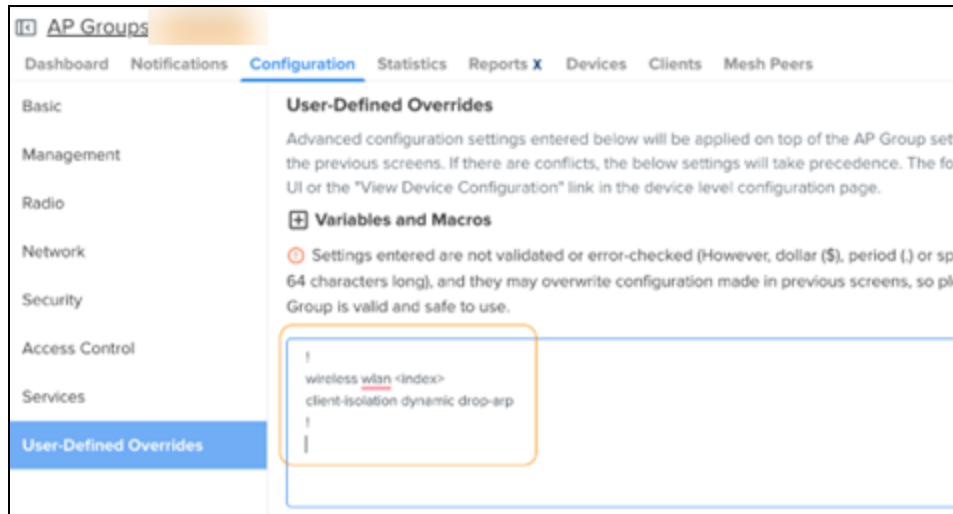 AP Groups
Dashboard Notifications Configuration Statistics Reports X Devices Clients Mesh Peers
Basic
Management
Radio
Network
Security
Access Control
Services
User-Defined Overrides
User-Defined Overrides
Advanced configuration settings entered below will be applied on top of the AP Group set
the previous screens. If there are conflicts, the below settings will take precedence. The fo
UI or the "View Device Configuration" link in the device level configuration page.
Variables and Macros
Settings entered are not validated or error-checked (However, dollar ($), period (.) or sp
64 characters long), and they may overwrite configuration made in previous screens, so pl
Group is valid and safe to use.
!
wireless wlan <index>
client-isolation dynamic drop-arp
!